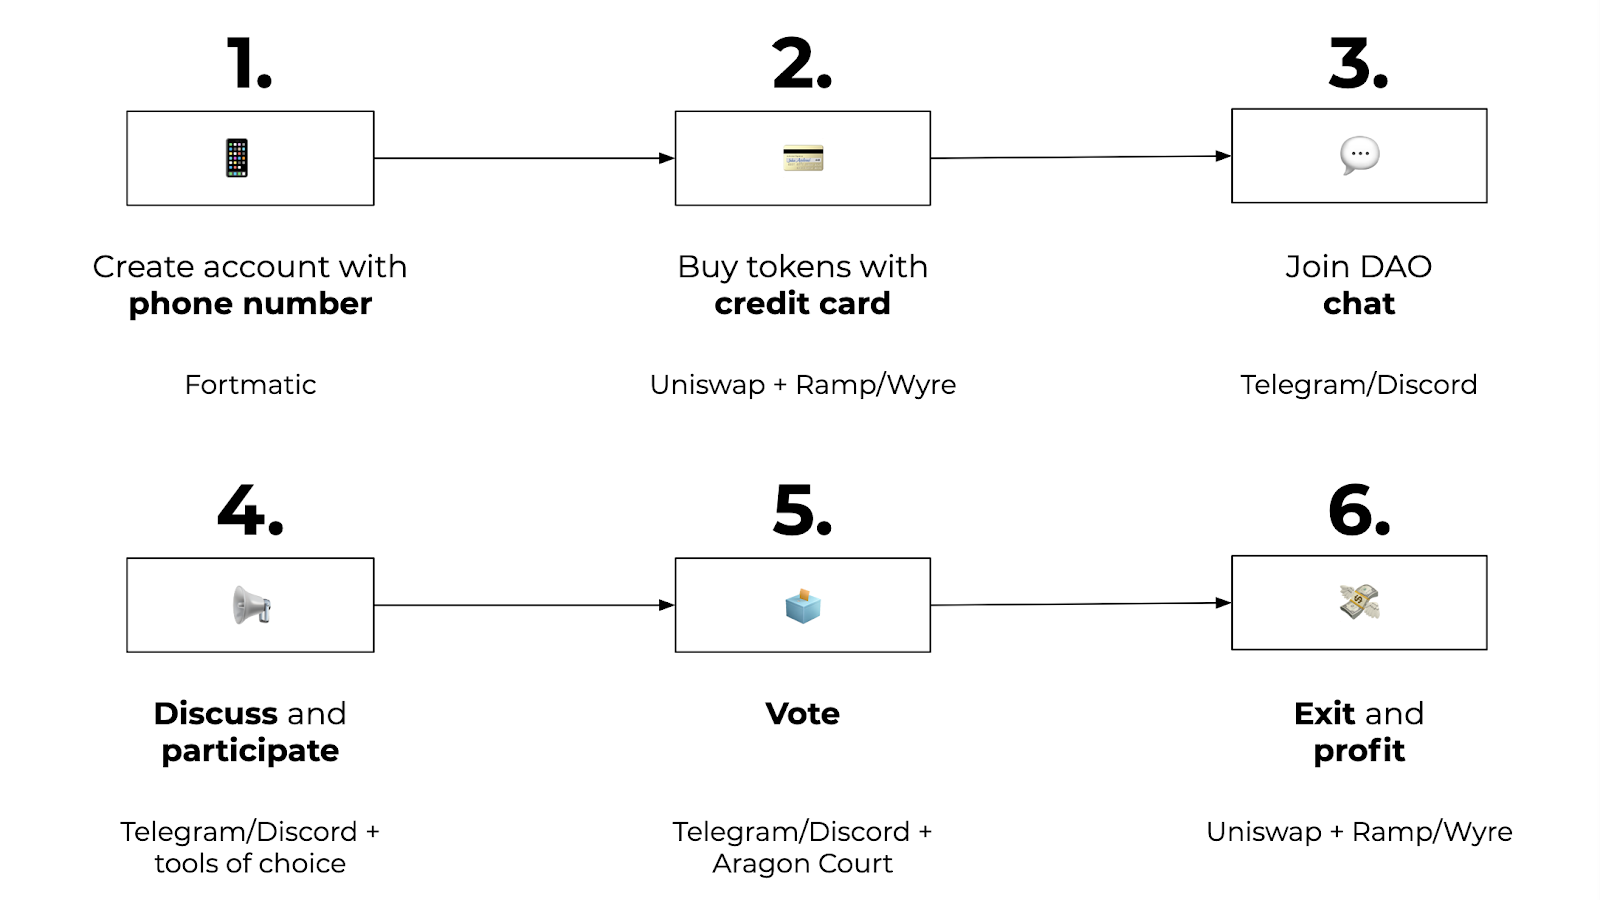 1.
2.
3.
Create account with
phone number
Buy tokens with
credit card
Join DAO
chat
Fortmatic
Uniswap + Ramp/Wyre
Telegram/Discord
4.
5.
6.
Discuss and
participate
Vote
Exit and
profit
Telegram/Discord +
tools of choice
Telegram/Discord +
Aragon Court
Uniswap + Ramp/Wyre